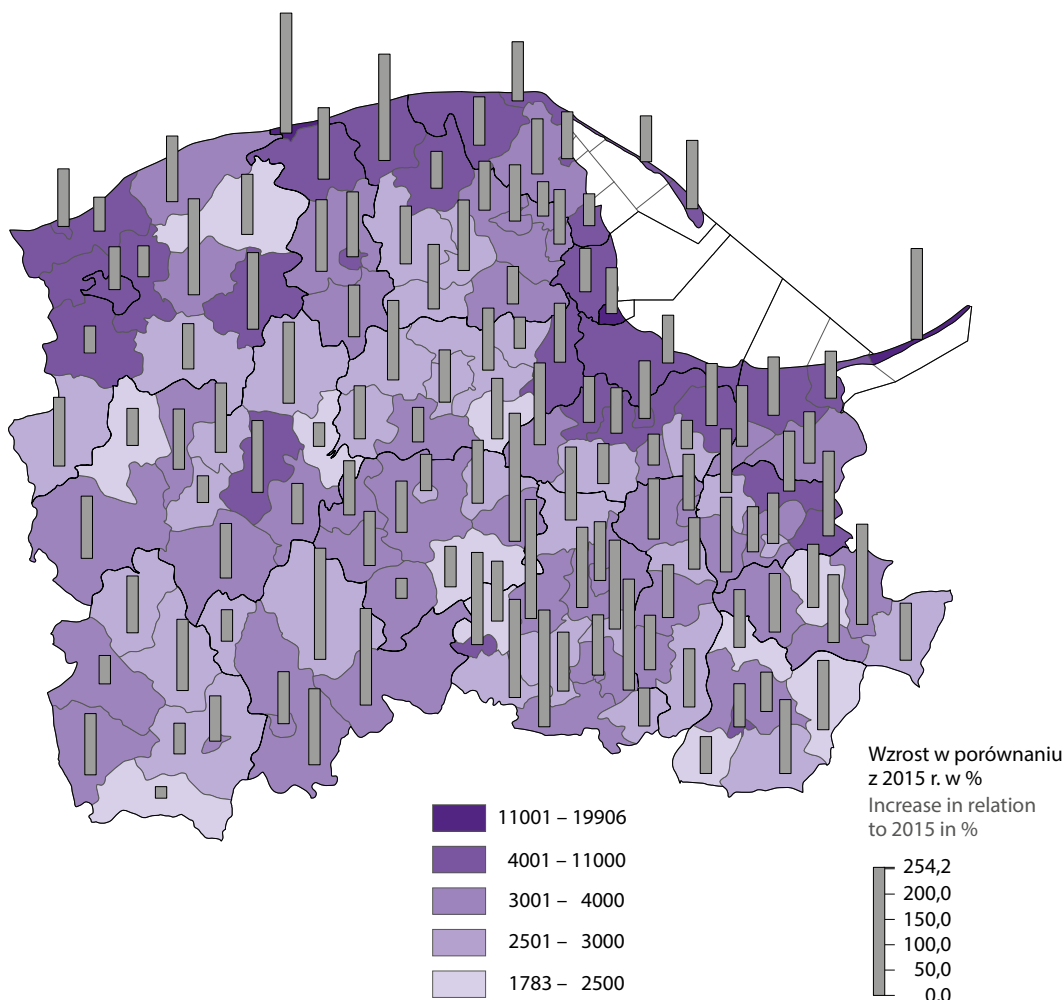 Wzrost w porównaniu
z 2015 r. w %
Increase in relation
to 2015 in %
254,2
200,0
150,0
100,0
50,0
0,0
11001 – 19906
4001 – 11000
3001 – 4000
2501 – 3000
1783 – 2500